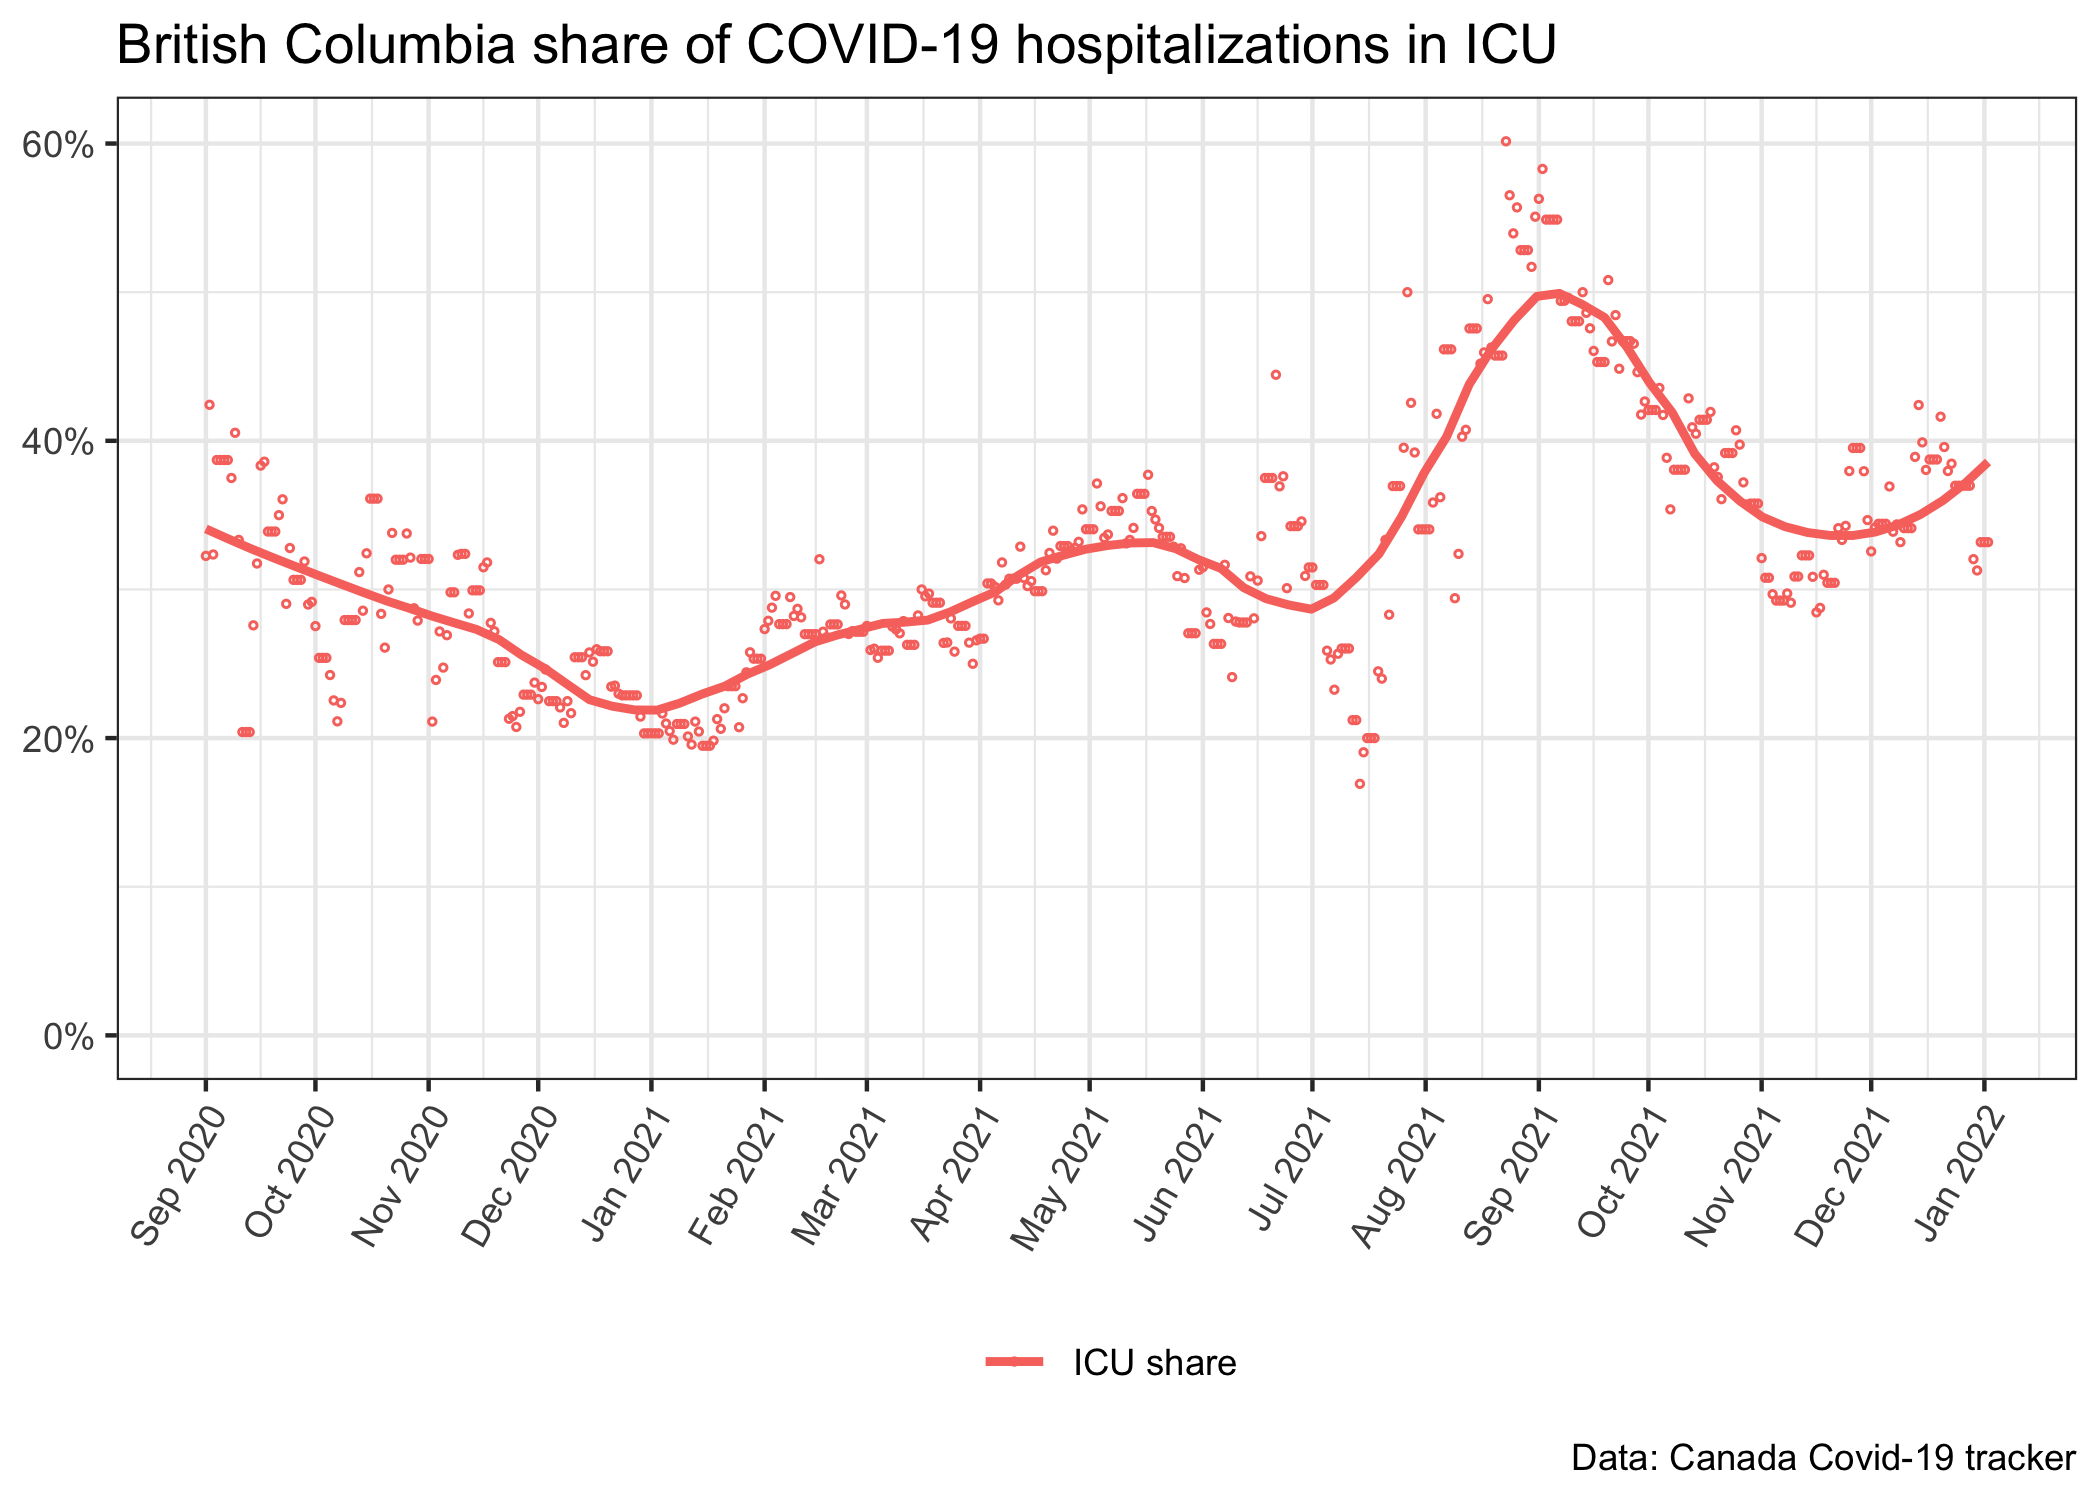 British Columbia share of COVID-19 hospitalizations in ICU
60%
40%
20%
0%
Sep 2020
Oct 2020
Nov 2020
Dec 2020
Jan 2021
Feb 2021
Mar 2021
Apr 2021
May 2021
Jun 2021
Jul 2021
Aug 2021
Sep 2021
Oct 2021
Nov 2021
Dec 2021
Jan 2022
ICU share
Data: Canada Covid-19 tracker